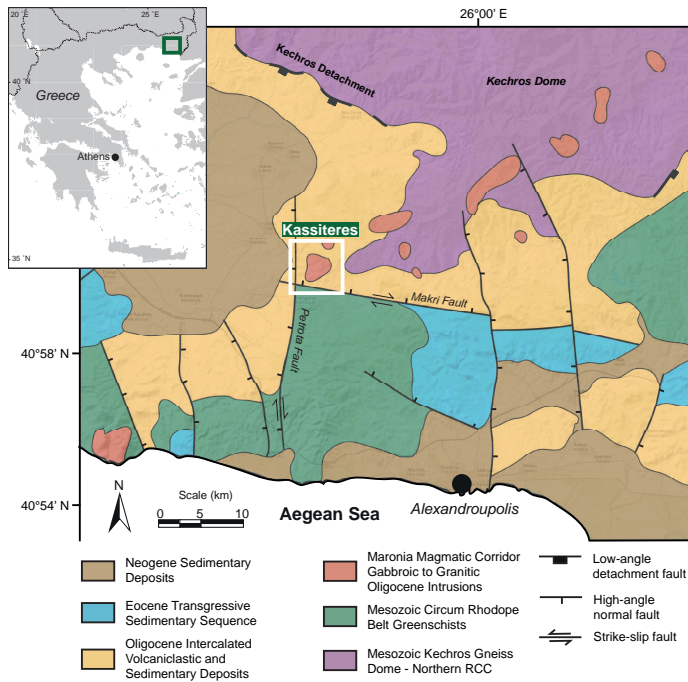 20 ˚E
25 ˚E
40 ˚N
Greece
Athens
35 ˚N
26°00' E
Kechros Detachment
Kechros Dome
Kassiteres
Makri Fault
Petrota Fault
40°58' N
40°54' N
N
Scale (km)
0
5
10
Aegean Sea
Alexandroupolis
Neogene Sedimentary
Deposits
Eocene Transgressive
Sedimentary Sequence
Oligocene Intercalated
Volcaniclastic and
Sedimentary Deposits
Maronia Magmatic Corridor
Gabbroic to Granitic
Oligocene Intrusions
Mesozoic Circum Rhodope
Belt Greenschists
Mesozoic Kechros Gneiss
Dome - Northern RCC
Low-angle
detachment fault
High-angle
normal fault
Strike-slip fault